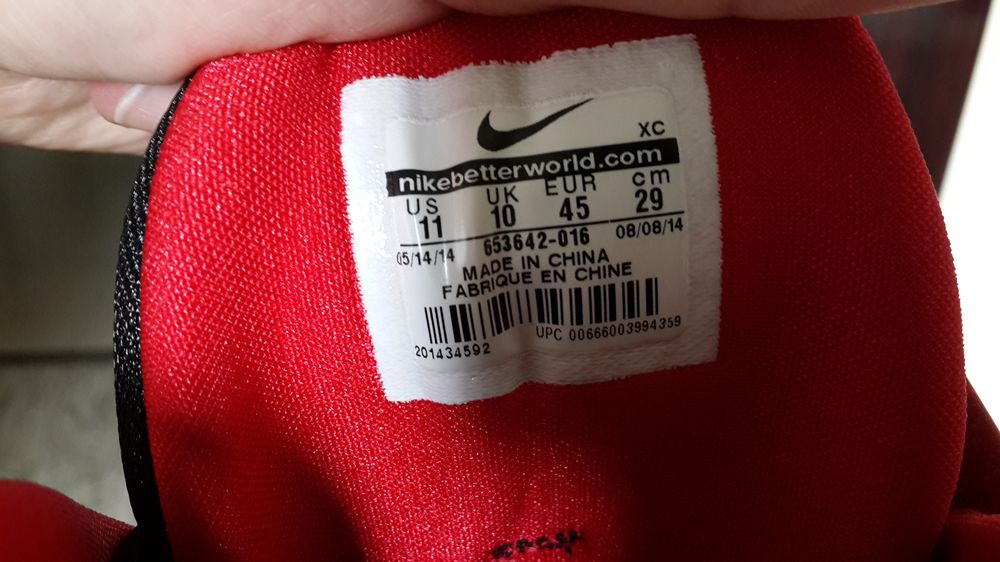 XC
nikebetterworld.com
US UK EUR cm
11 10 45 29
05/14/14 653642-016 08/08/14
MADE IN CHINA
FABRIQUE EN CHINE
201434592 UPC 00666003994359